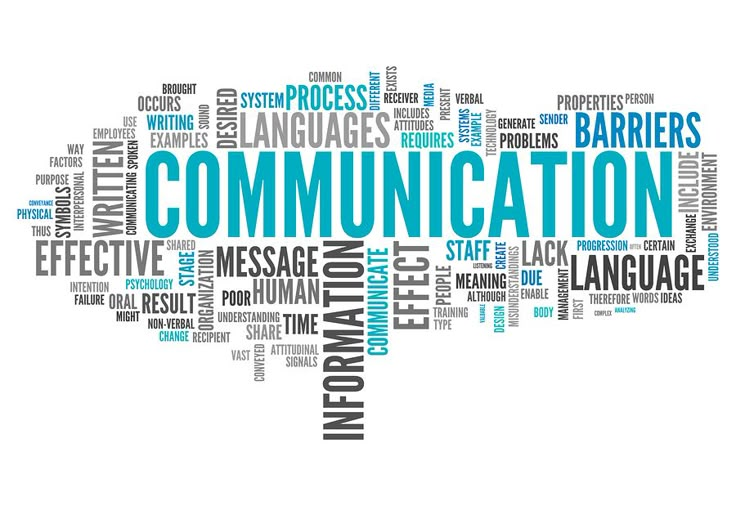 COMMON
DIFFERENT
EXISTS
BROUGHT
OCCURS
SOUND
DESIRED
SYSTEM
PROCESS
RECEIVER
MEDIA
PRESENT
VERBAL
PROPERTIES
PERSON
USE
WRITING
LANGUAGES
INCLUDES
ATTITUDES
SYSTEMS
EXAMPLE
TECHNOLOGY
GENERATE
SENDER
BARRIERS
EMPLOYEES
EXAMPLES
REQUIRES
PROBLEMS
WAY
FACTORS
WRITTEN
COMMUNICATING
SPOKEN
COMMUNICATION
INCLUDE
ENVIRONMENT
PURPOSE
SYMBOLS
INTERPERSONAL
CONVEYANCE
PHYSICAL
THUS
EXCHANGE
UNDERSTOOD
EFFECTIVE
SHARED
STAGE
ORGANIZATION
MESSAGE
INFORMATION
COMMUNICATE
EFFECT
PEOPLE
STAFF
LISTENING
CREATE
MISUNDERSTANDINGS
LACK
PROGRESSION
OFTEN
CERTAIN
LANGUAGE
INTENTION
PSYCHOLOGY
POOR
HUMAN
MEANING
DUE
MANAGEMENT
FAILURE
ORAL
RESULT
ALTHOUGH
ENABLE
FIRST
THEREFORE
WORDS
IDEAS
MIGHT
NON-VERBAL
UNDERSTANDING
TIME
TRAINING
VALUABLE
DESIGN
BODY
COMPLEX
ANALYZING
CHANGE
RECIPIENT
SHARE
TYPE
VAST
CONVEYED
ATTITUDINAL
SIGNALS